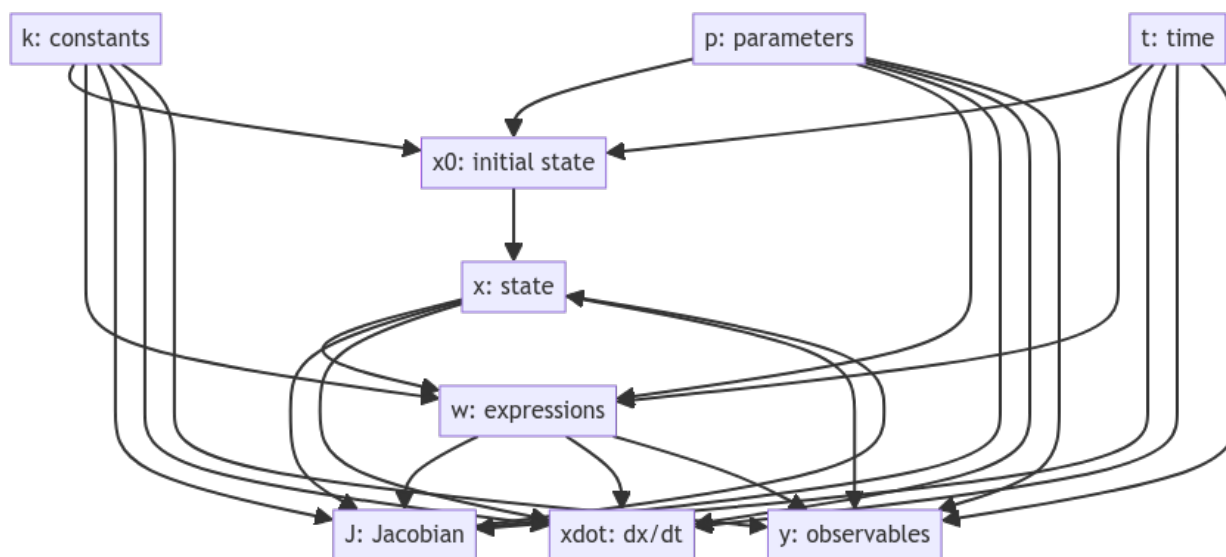 k: constants
p: parameters
t: time
x0: initial state
x: state
w: expressions
J: Jacobian
xdot: dx/dt
y: observables